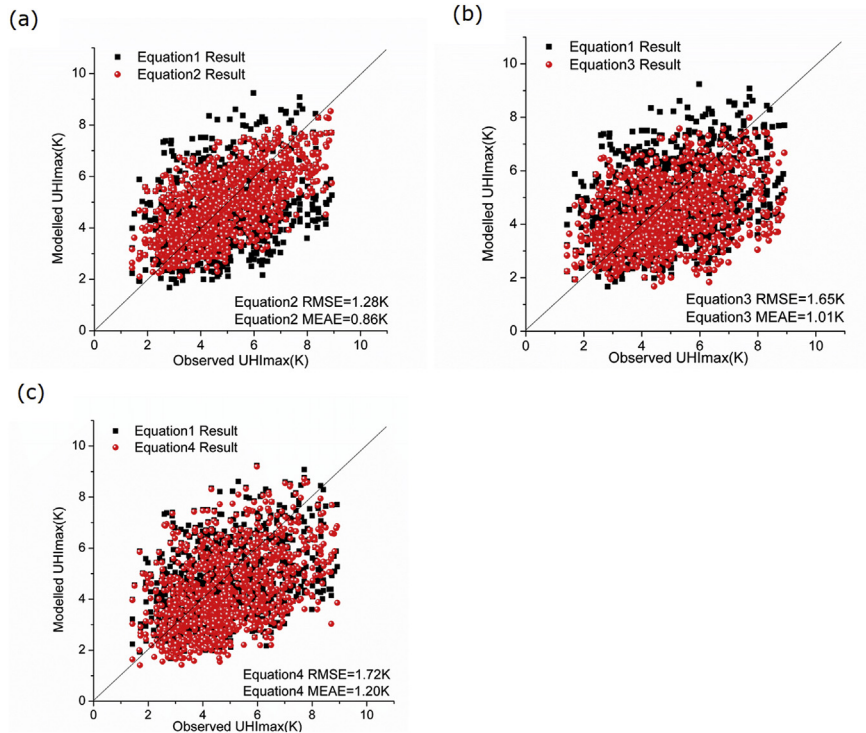 (a)
10
8
6
4
2
0
Modelled UHImax(K)
Equation1 Result
Equation2 Result
Equation2 RMSE=1.28K
Equation2 MEAE=0.86K
0 2 4 6 8 10
Observed UHImax(K)
(b)
10
8
6
4
2
0
Modelled UHImax(K)
Equation1 Result
Equation3 Result
Equation3 RMSE=1.65K
Equation3 MEAE=1.01K
0 2 4 6 8 10
Observed UHImax(K)
(c)
10
8
6
4
2
0
Modelled UHImax(K)
Equation1 Result
Equation4 Result
Equation4 RMSE=1.72K
Equation4 MEAE=1.20K
0 2 4 6 8 10
Observed UHImax(K)